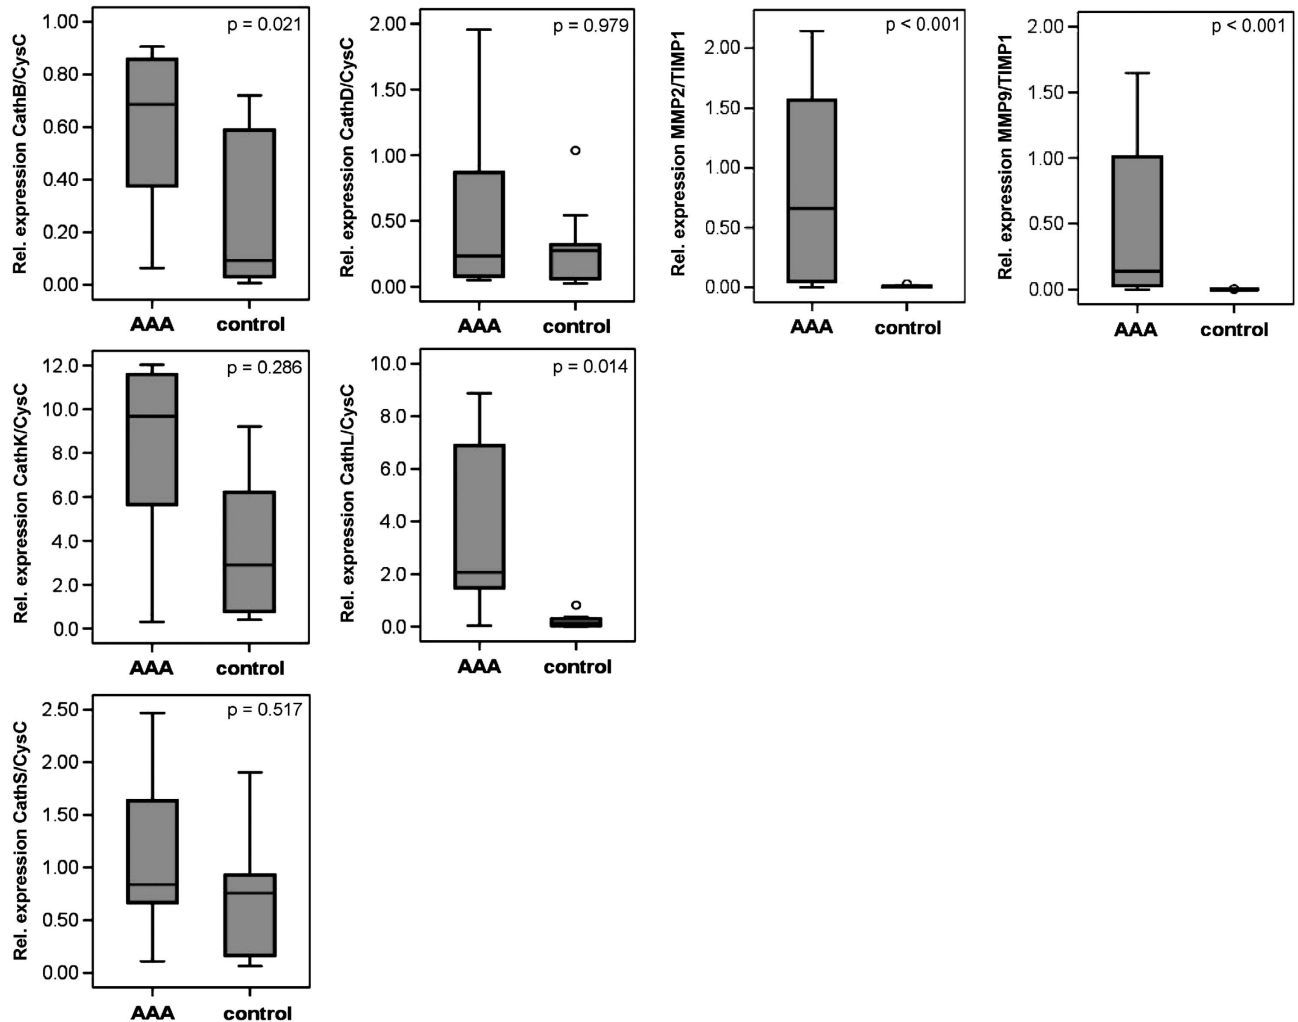 Rel. expression CathB/CysC
1.00
0.80
0.60
0.40
0.20
0.00
p = 0.021
AAA control
Rel. expression CathD/CysC
2.00
1.50
1.00
0.50
0.00
p = 0.979
AAA control
Rel. expression MMP2/TIMP1
2.00
1.50
1.00
0.50
0.00
p < 0.001
AAA control
Rel. expression MMP9/TIMP1
2.00
1.50
1.00
0.50
0.00
p < 0.001
AAA control
Rel. expression CathK/CysC
12.0
10.0
8.0
6.0
4.0
2.0
0.0
p = 0.286
AAA control
Rel. expression CathL/CysC
10.0
8.0
6.0
4.0
2.0
0.0
p = 0.014
AAA control
Rel. expression CathS/CysC
2.50
2.00
1.50
1.00
0.50
0.00
p = 0.517
AAA control